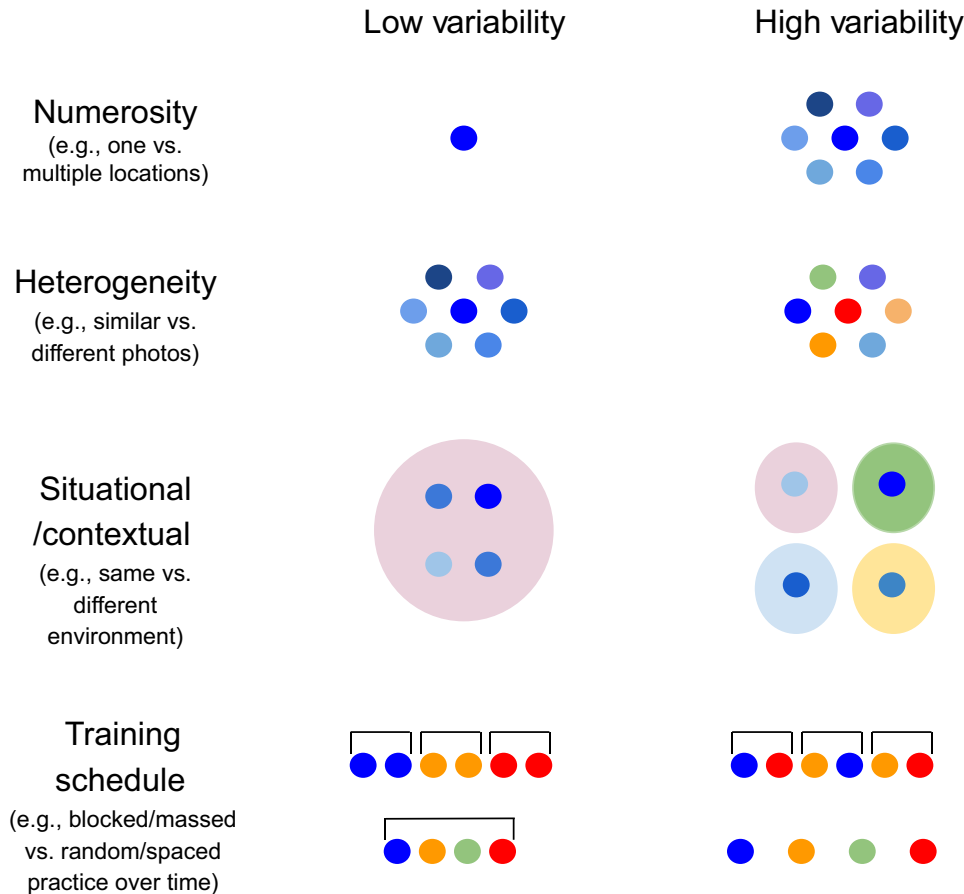 Low variability
High variability
Numerosity
(e.g., one vs.
multiple locations)
Heterogeneity
(e.g., similar vs.
different photos)
Situational
/contextual
(e.g., same vs.
different
environment)
Training
schedule
(e.g., blocked/massed
vs. random/spaced
practice over time)